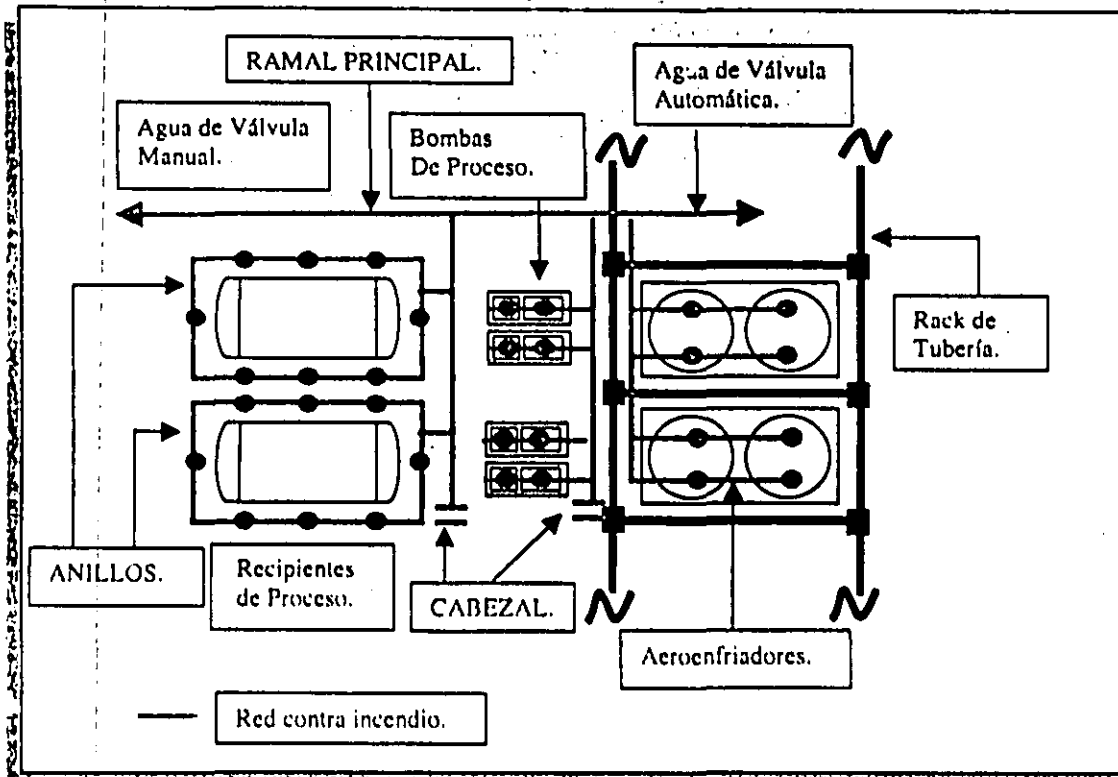 RAMAL PRINCIPAL.
Agua de Válvula
Automática.
Agua de Válvula
Manual.
Bombas
De Proceso.
Rack de
Tubería.
ANILLOS.
Recipientes
de Proceso.
CABEZAL.
Aeroenfriadores.
Red contra incendio.